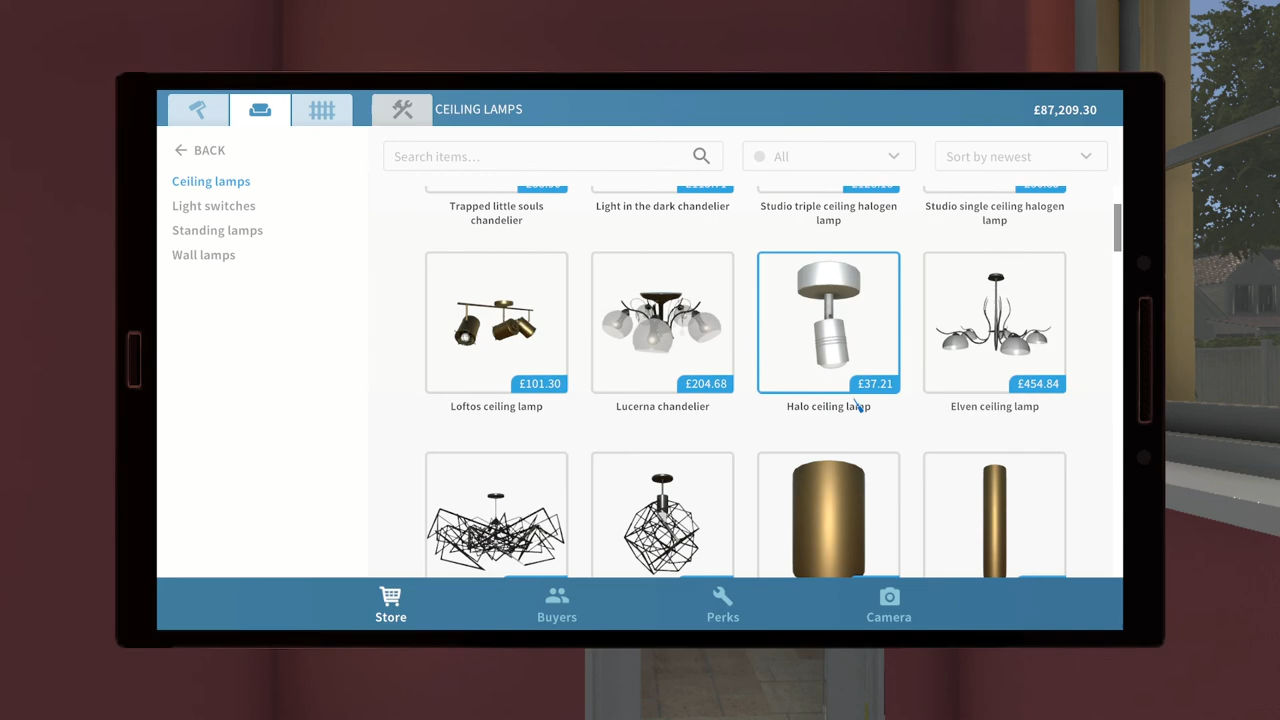 CEILING LAMPS
£87,209.30
BACK
Search items...
All
Sort by newest
Ceiling lamps
Light switches
Standing lamps
Wall lamps
Trapped little souls
chandelier
Light in the dark chandelier
Studio triple ceiling halogen
lamp
Studio single ceiling halogen
lamp
£101.30
£204.68
£37.21
£454.84
Loftos ceiling lamp
Lucerna chandelier
Halo ceiling lamp
Elven ceiling lamp
Store
Buyers
Perks
Camera